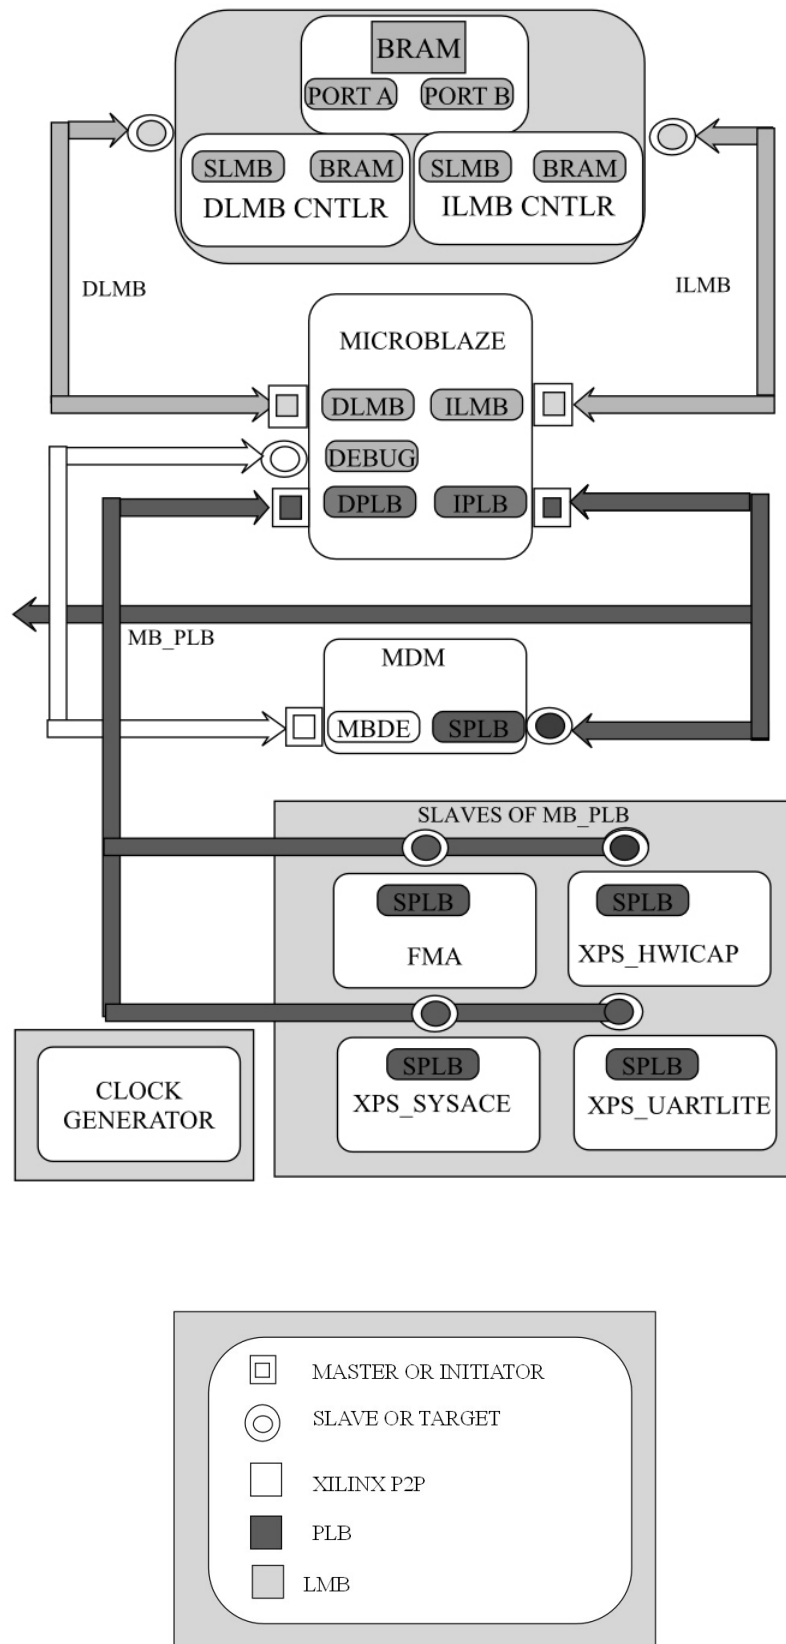 BRAM
PORT A
PORT B
SLMB
BRAM
SLMB
BRAM
DLMB CNTLR
ILMB CNTLR
DLMB
ILMB
MICROBLAZE
DLMB
ILMB
DEBUG
DPLB
IPLB
MB_PLB
MDM
MBDE
SPLB
SLAVES OF MB_PLB
SPLB
SPLB
FMA
XPS_HWICAP
SPLB
SPLB
XPS_SYSACE
XPS_UARTLITE
CLOCK
GENERATOR
MASTER OR INITIATOR
SLAVE OR TARGET
XILINX P2P
PLB
LMB